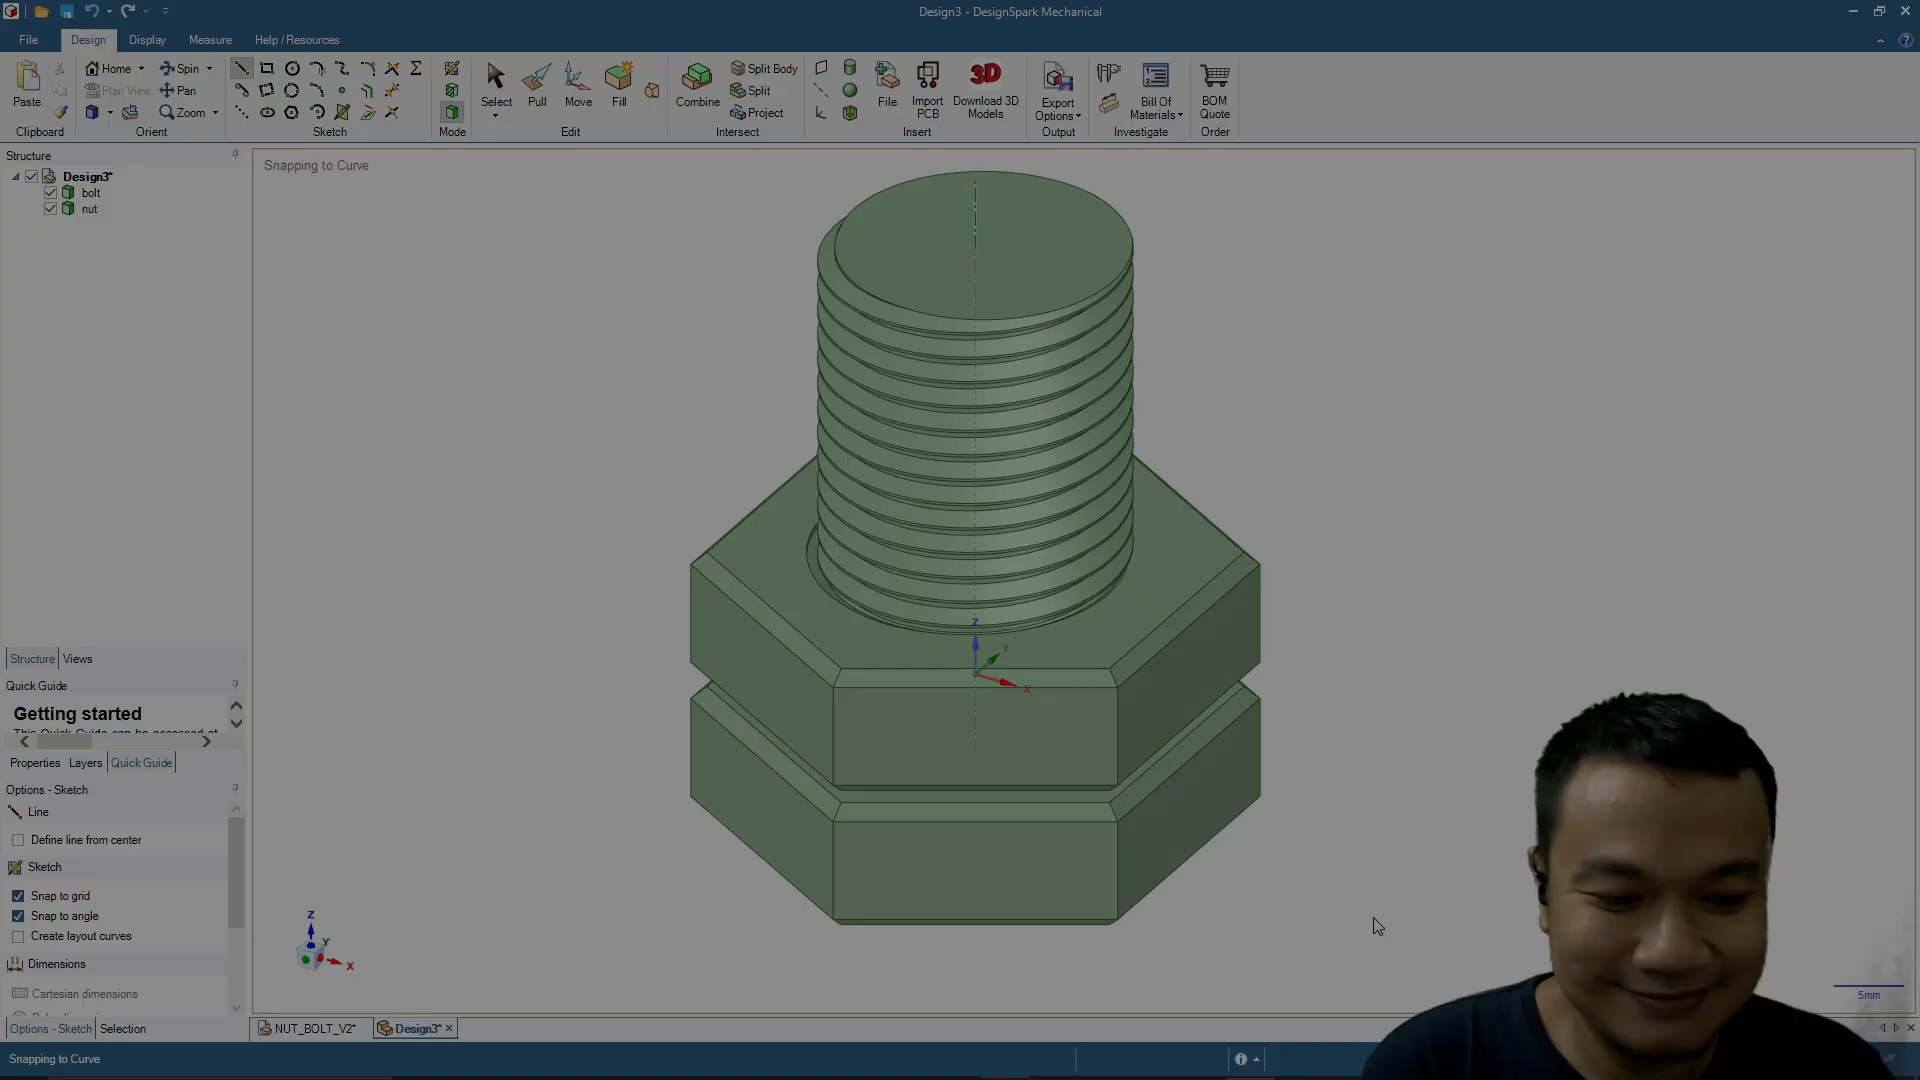 Design3 - DesignSpark Mechanical
File Design Display Measure Help / Resources
Paste
Clipboard
Home Spin
Plan View Pan
Zoom
Orient
Sketch
Mode
Select Pull Move Fill
Edit
Combine
Split Body
Split
Project
Intersect
File
Import PCB
3D
Download 3D Models
Insert
Export Options
Output
Bill Of Materials
Investigate
BOM Quote
Order
Structure
Design3*
bolt
nut
Snapping to Curve
Z
Y
X
Structure Views
Quick Guide
Getting started
Properties Layers Quick Guide
Options - Sketch
Line
Define line from center
Sketch
Snap to grid
Snap to angle
Create layout curves
Dimensions
Cartesian dimensions
Z
Y
X
5mm
Options - Sketch Selection
NUT_BOLT_V2* Design3*
Snapping to Curve